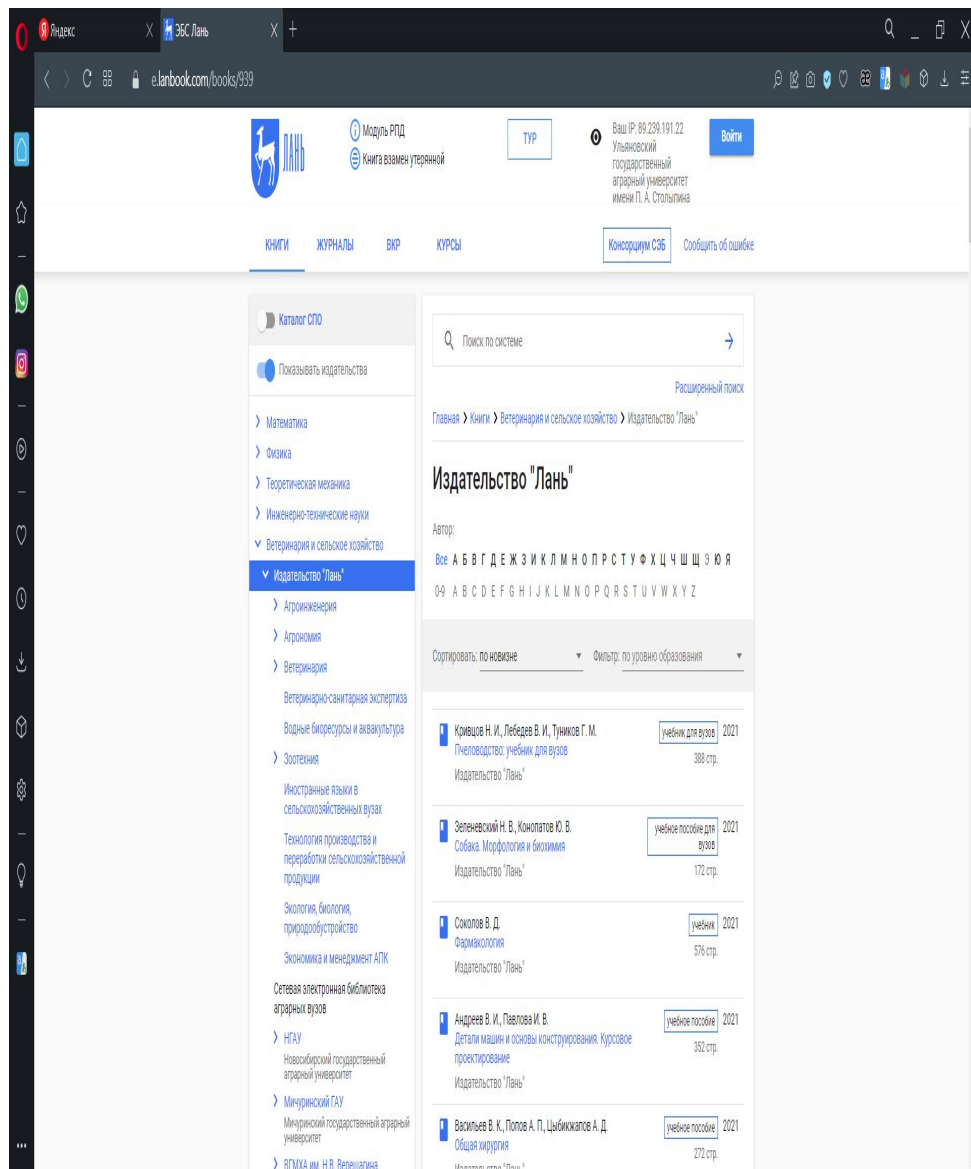 Яндекс
ЭБС Лань
e.lanbook.com/books/939
ЛАНЬ
Модуль РПД
Книга взамен утерянной
ТУР
Ваш IP: 89.239.191.22
Ульяновский
государственный
аграрный университет
имени П. А. Столыпина
Войти
КНИГИ ЖУРНАЛЫ ВКР КУРСЫ
Консорциум СЭБ
Сообщить об ошибке
Каталог СПО
Показывать издательства
Математика
Физика
Теоретическая механика
Инженерно-технические науки
Ветеринария и сельское хозяйство
Издательство "Лань"
Агроинженерия
Агрономия
Ветеринария
Ветеринарно-санитарная экспертиза
Водные биоресурсы и аквакультура
Зоотехния
Иностранные языки в
сельскохозяйственных вузах
Технология производства и
переработки сельскохозяйственной
продукции
Экология, биология,
природообустройство
Экономика и менеджмент АПК
Сетевая электронная библиотека
аграрных вузов
НГАУ
Новосибирский государственный
аграрный университет
Мичуринский ГАУ
Мичуринский государственный аграрный
университет
ВГМХА им. Н.В. Верещагина
Поиск по системе
Расширенный поиск
Главная > Книги > Ветеринария и сельское хозяйство > Издательство "Лань"
Издательство "Лань"
Автор:
Все А Б В Г Д Е Ж З И К Л М Н О П Р С Т У Ф Х Ц Ч Ш Щ Э Ю Я
0-9 A B C D E F G H I J K L M N O P Q R S T U V W X Y Z
Сортировать: по новизне
Фильтр: по уровню образования
Кривцов Н. И., Лебедев В. И., Туников Г. М.
Пчеловодство: учебник для вузов
Издательство "Лань"
учебник для вузов 2021
388 стр.
Зеленевский Н. В., Конопатов Ю. В.
Собака. Морфология и биохимия
Издательство "Лань"
учебное пособие для 2021
вузов
172 стр.
Соколов В. Д.
Фармакология
Издательство "Лань"
учебник 2021
576 стр.
Андреев В. И., Павлова И. В.
Детали машин и основы конструирования. Курсовое
проектирование
Издательство "Лань"
учебное пособие 2021
352 стр.
Васильев В. К., Попов А. П., Цыбикжапов А. Д.
Общая хирургия
Издательство "Лань"
учебное пособие 2021
272 стр.